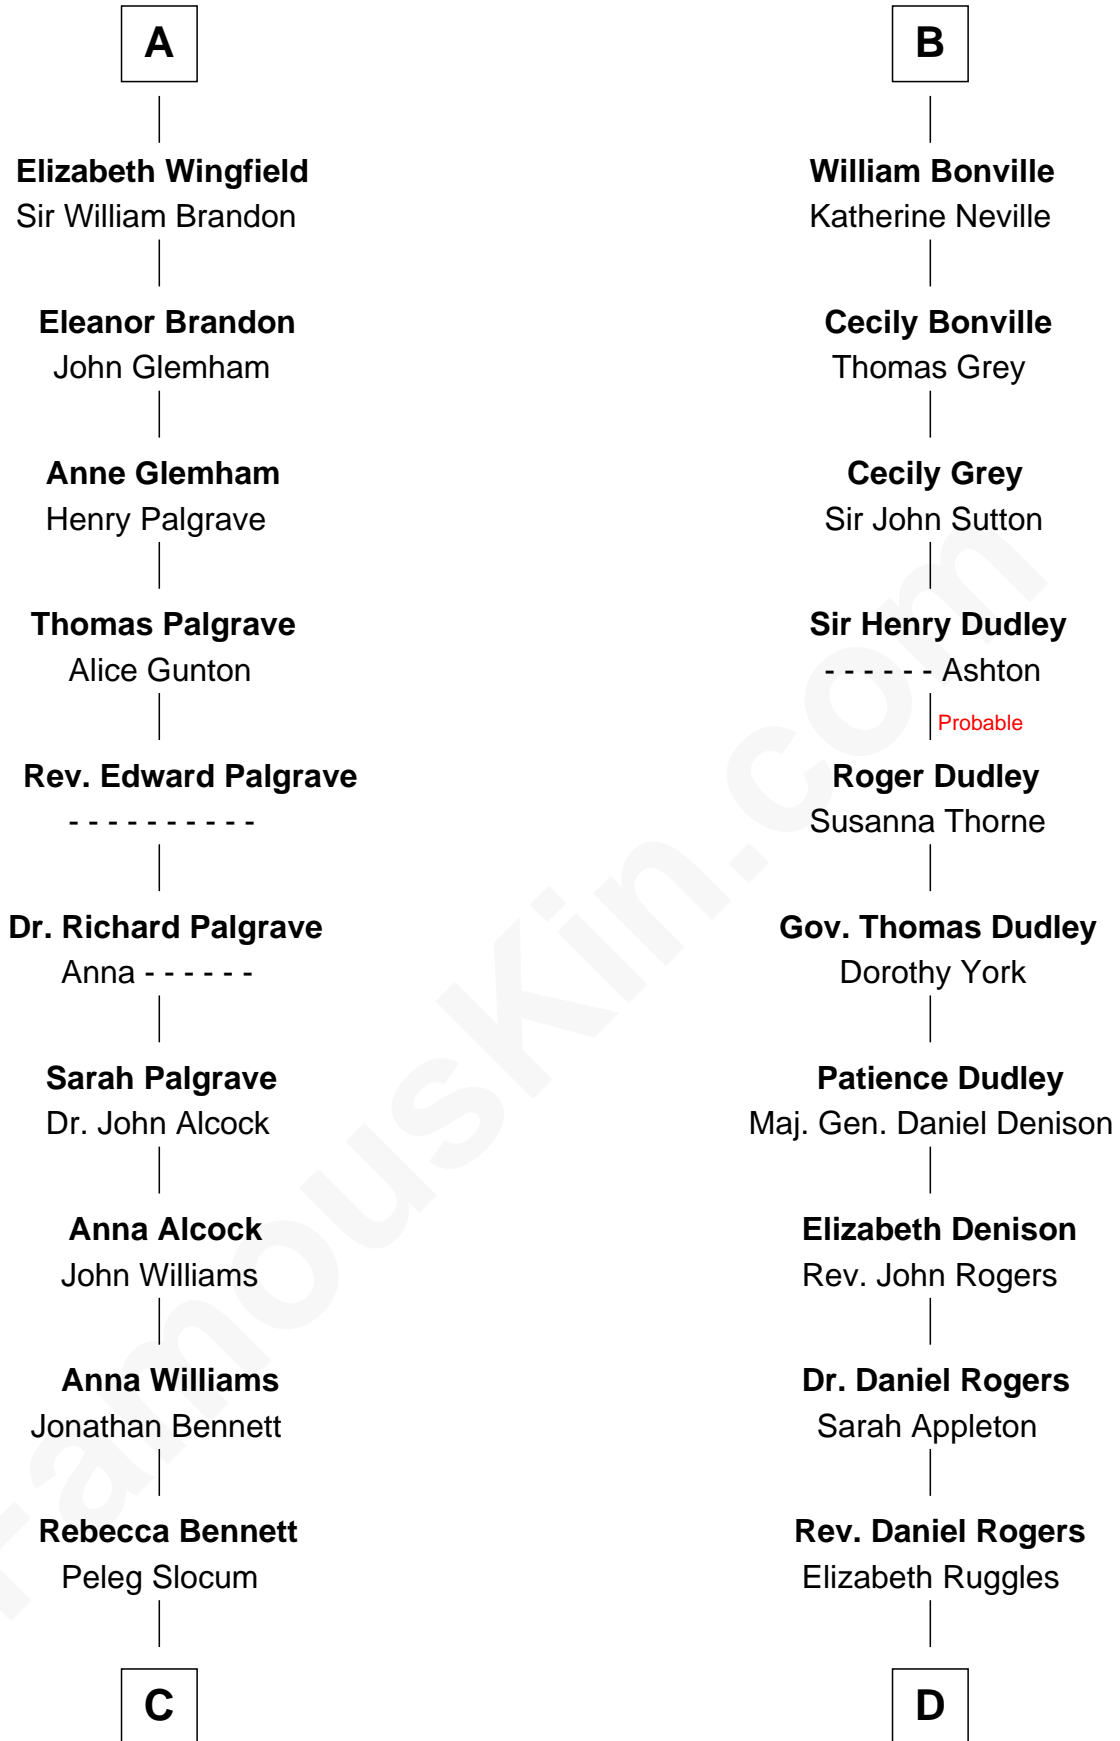 A
Elizabeth Wingfield
Sir William Brandon
Eleanor Brandon
John Glemham
Anne Glemham
Henry Palgrave
Thomas Palgrave
Alice Gunton
Rev. Edward Palgrave
- - - - - - - - - -
Dr. Richard Palgrave
Anna - - - - - -
Sarah Palgrave
Dr. John Alcock
Anna Alcock
John Williams
Anna Williams
Jonathan Bennett
Rebecca Bennett
Peleg Slocum
C
B
William Bonville
Katherine Neville
Cecily Bonville
Thomas Grey
Cecily Grey
Sir John Sutton
Sir Henry Dudley
- - - - - - Ashton
Probable
Roger Dudley
Susanna Thorne
Gov. Thomas Dudley
Dorothy York
Patience Dudley
Maj. Gen. Daniel Denison
Elizabeth Denison
Rev. John Rogers
Dr. Daniel Rogers
Sarah Appleton
Rev. Daniel Rogers
Elizabeth Ruggles
D
FamousKin.com